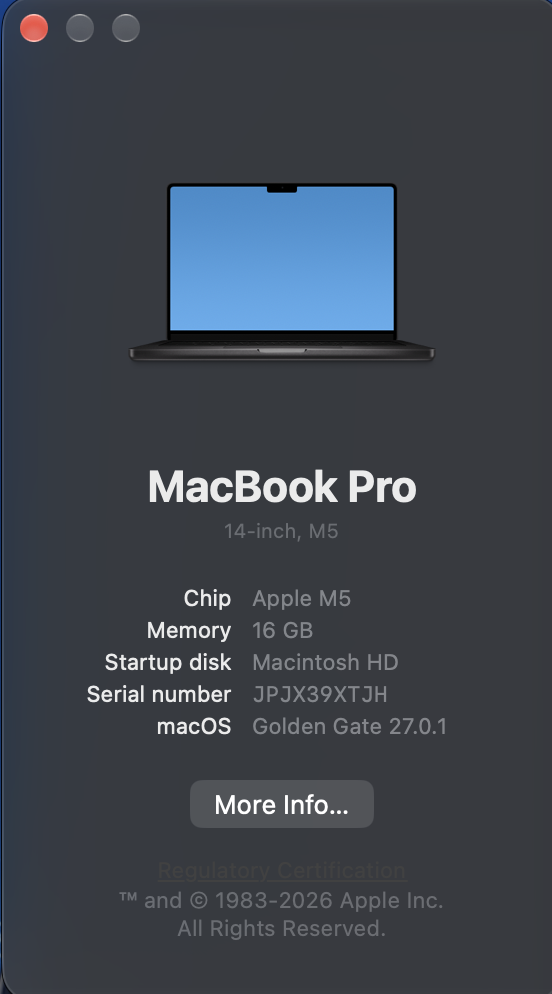 MacBook Pro
14-inch, M5
Chip Apple M5
Memory 16 GB
Startup disk Macintosh HD
Serial number JPJX39XTJH
macOS Golden Gate 27.0.1
More Info...
Regulatory Certification
™ and © 1983-2026 Apple Inc.
All Rights Reserved.